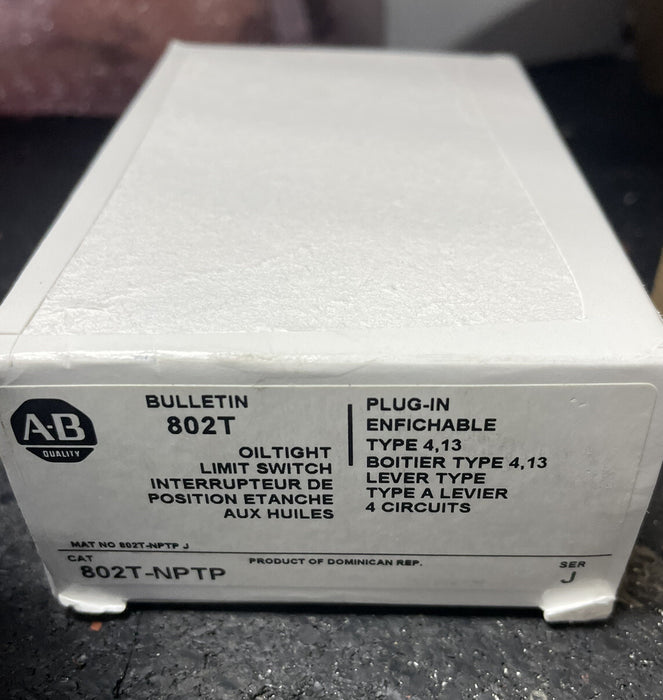 A-B
QUALITY
BULLETIN
802T
OILTIGHT
LIMIT SWITCH
INTERRUPTEUR DE
POSITION ETANCHE
AUX HUILES
PLUG-IN
ENFICHABLE
TYPE 4,13
BOITIER TYPE 4,13
LEVER TYPE
TYPE A LEVIER
4 CIRCUITS
MAT NO 802T-NPTP J
CAT
802T-NPTP
PRODUCT OF DOMINICAN REP.
SER
J